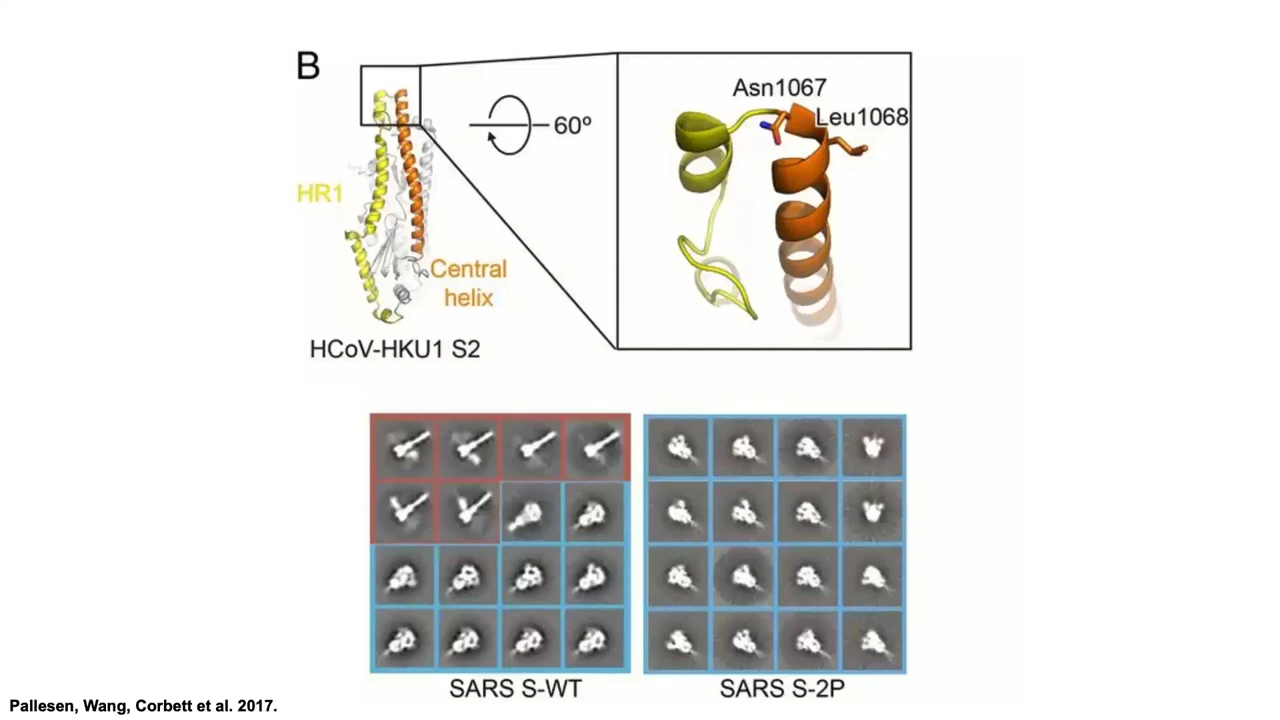 B
Asn1067
Leu1068
60º
HR1
Central
helix
HCoV-HKU1 S2
SARS S-WT
SARS S-2P
Pallesen, Wang, Corbett et al. 2017.